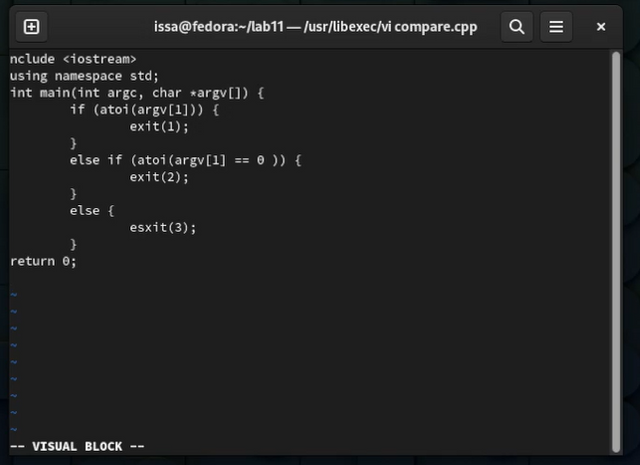 issa@fedora:~/lab11 — /usr/libexec/vi compare.cpp
nclude <iostream>
using namespace std;
int main(int argc, char *argv[]) {
        if (atoi(argv[1])) {
                exit(1);
        }
        else if (atoi(argv[1] == 0 )) {
                exit(2);
        }
        else {
                esxit(3);
        }
return 0;
~
~
~
~
~
~
~
~
~
-- VISUAL BLOCK --